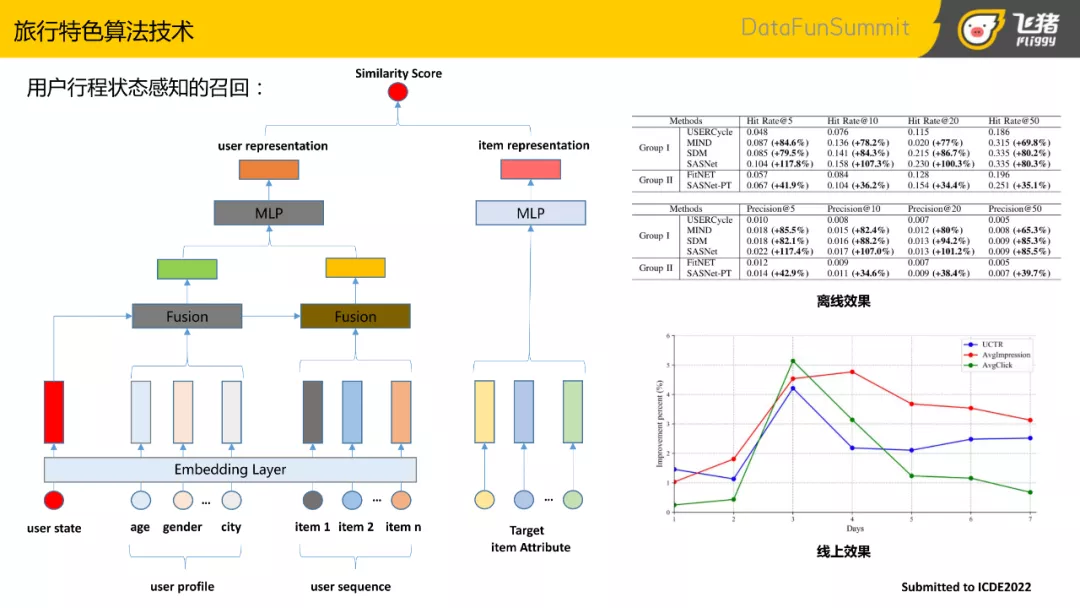 旅行特色算法技术
DataFunSummit
飞猪
Fliggy
用户行程状态感知的召回：
Similarity Score
user representation
item representation
MLP
MLP
Fusion
Fusion
Embedding Layer
user state
age
gender
...
city
item 1
item 2
...
item n
...
Target
item Attribute
user profile
user sequence
Methods Hit Rate@5 Hit Rate@10 Hit Rate@20 Hit Rate@50
Group I
USERCycle 0.048 0.076 0.115 0.186
MIND 0.087 (+84.6%) 0.136 (+78.2%) 0.020 (+77%) 0.315 (+69.8%)
SDM 0.085 (+79.5%) 0.141 (+84.3%) 0.215 (+86.7%) 0.335 (+80.2%)
SASNet 0.104 (+117.8%) 0.158 (+107.3%) 0.230 (+100.3%) 0.335 (+80.3%)
Group II
FitNET 0.057 0.084 0.128 0.196
SASNet-PT 0.067 (+41.9%) 0.104 (+36.2%) 0.154 (+34.4%) 0.251 (+35.1%)
Methods Precision@5 Precision@10 Precision@20 Precision@50
Group I
USERCycle 0.010 0.008 0.007 0.005
MIND 0.018 (+85.5%) 0.015 (+82.4%) 0.012 (+80%) 0.008 (+65.3%)
SDM 0.018 (+82.1%) 0.016 (+88.2%) 0.013 (+94.2%) 0.009 (+85.3%)
SASNet 0.022 (+117.4%) 0.017 (+107.0%) 0.013 (+101.2%) 0.009 (+85.5%)
Group II
FitNET 0.012 0.009 0.007 0.005
SASNet-PT 0.014 (+42.9%) 0.011 (+34.6%) 0.009 (+38.4%) 0.007 (+39.7%)
离线效果
UCTR
AvgImpression
AvgClick
Improvement percent (%)
6
5
4
3
2
1
0
1 2 3 4 5 6 7
Days
线上效果
Submitted to ICDE2022